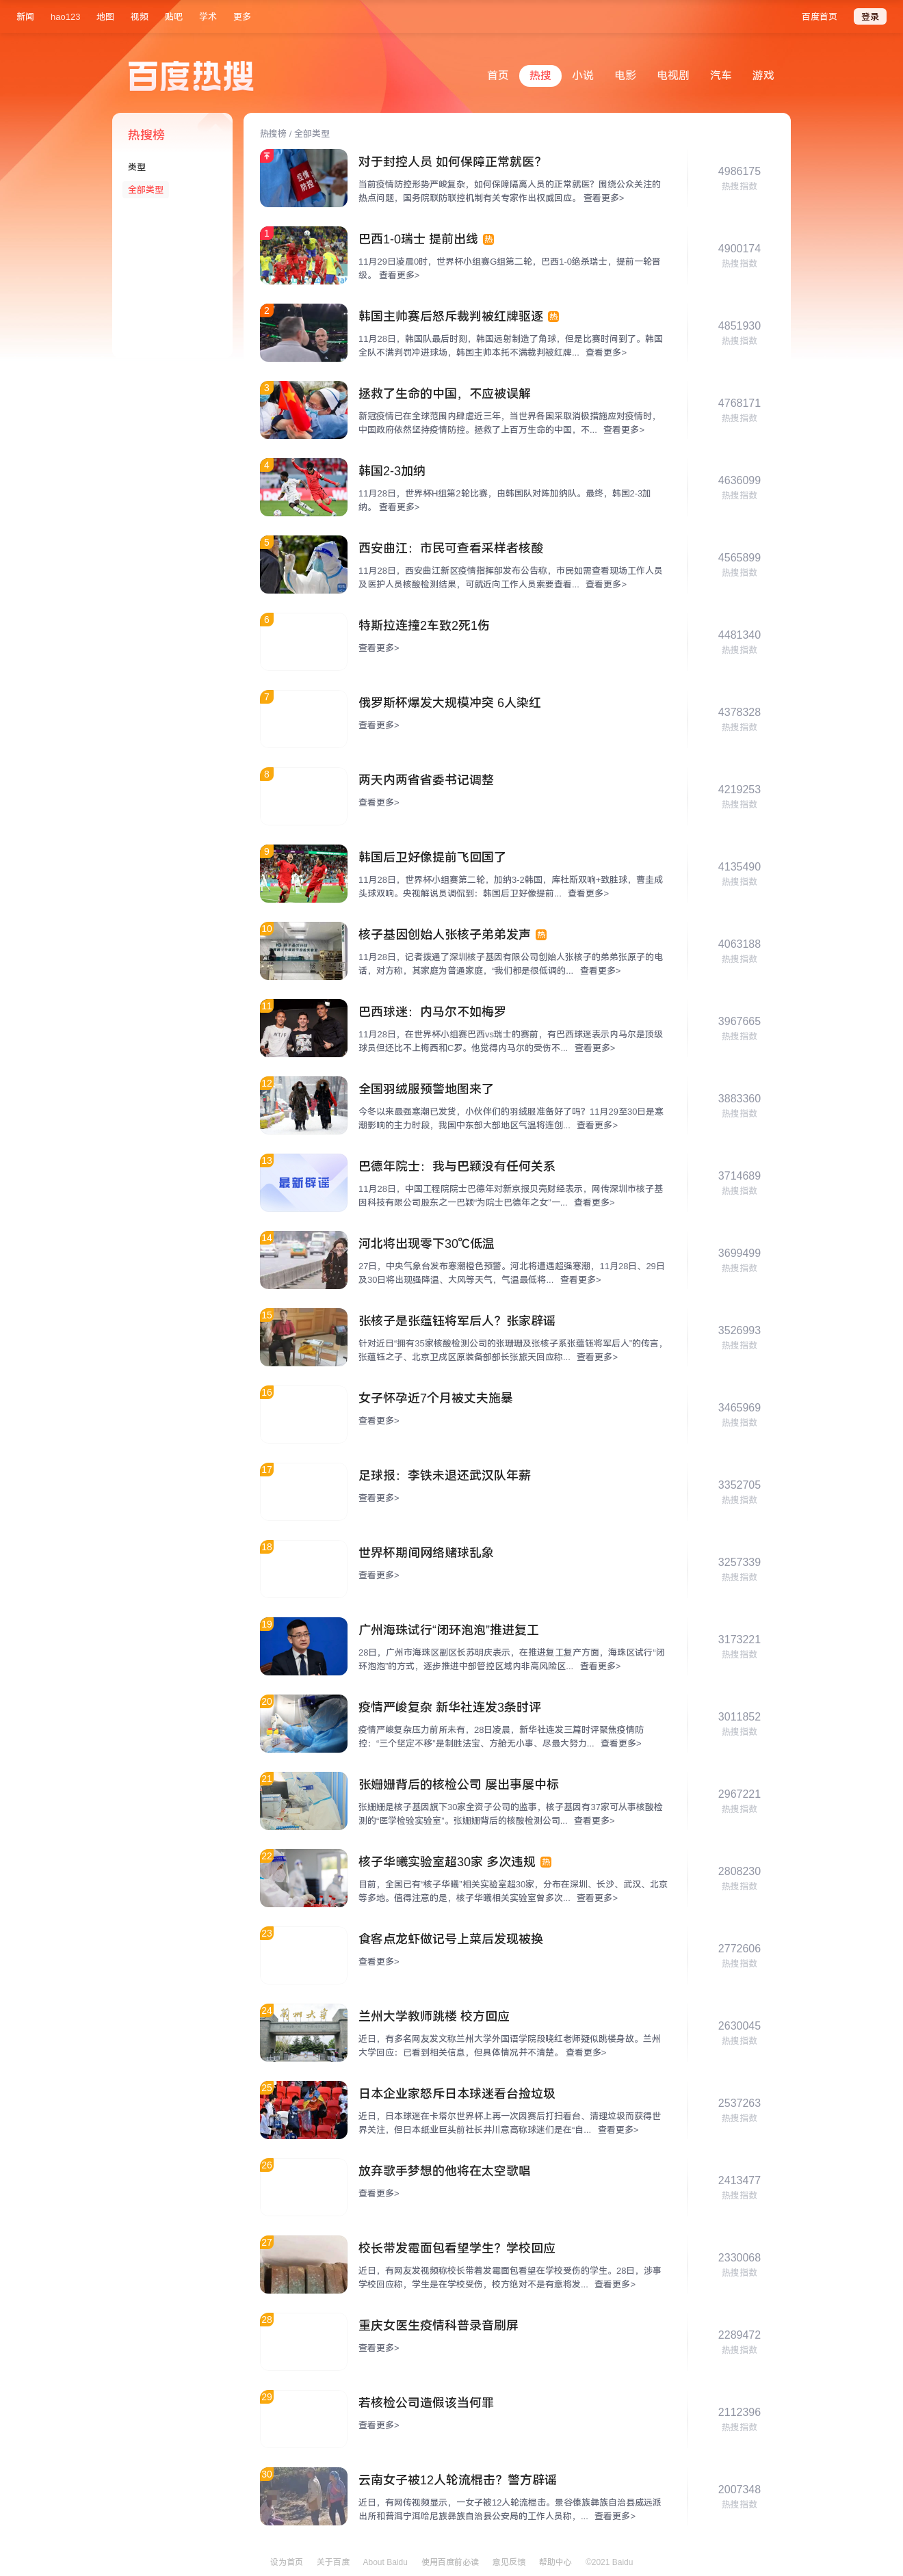 新闻 hao123 地图 视频 贴吧 学术 更多 百度首页 登录
百度热搜 首页 热搜 小说 电影 电视剧 汽车 游戏
热搜榜
类型
全部类型
热搜榜 / 全部类型
对于封控人员 如何保障正常就医？
当前疫情防控形势严峻复杂，如何保障隔离人员的正常就医？围绕公众关注的
热点问题，国务院联防联控机制有关专家作出权威回应。 查看更多>
4986175
热搜指数
1
巴西1-0瑞士 提前出线 热
11月29日凌晨0时，世界杯小组赛G组第二轮，巴西1-0绝杀瑞士，提前一轮晋
级。 查看更多>
4900174
热搜指数
2
韩国主帅赛后怒斥裁判被红牌驱逐 热
11月28日，韩国队最后时刻，韩国远射制造了角球，但是比赛时间到了。韩国
全队不满判罚冲进球场，韩国主帅本托不满裁判被红牌... 查看更多>
4851930
热搜指数
3
拯救了生命的中国，不应被误解
新冠疫情已在全球范围内肆虐近三年，当世界各国采取消极措施应对疫情时，
中国政府依然坚持疫情防控。拯救了上百万生命的中国，不... 查看更多>
4768171
热搜指数
4
韩国2-3加纳
11月28日，世界杯H组第2轮比赛，由韩国队对阵加纳队。最终，韩国2-3加
纳。 查看更多>
4636099
热搜指数
5
西安曲江：市民可查看采样者核酸
11月28日，西安曲江新区疫情指挥部发布公告称，市民如需查看现场工作人员
及医护人员核酸检测结果，可就近向工作人员索要查看... 查看更多>
4565899
热搜指数
6
特斯拉连撞2车致2死1伤
查看更多>
4481340
热搜指数
7
俄罗斯杯爆发大规模冲突 6人染红
查看更多>
4378328
热搜指数
8
两天内两省省委书记调整
查看更多>
4219253
热搜指数
9
韩国后卫好像提前飞回国了
11月28日，世界杯小组赛第二轮，加纳3-2韩国，库杜斯双响+致胜球，曹圭成
头球双响。央视解说员调侃到：韩国后卫好像提前... 查看更多>
4135490
热搜指数
10
核子基因创始人张核子弟弟发声 热
11月28日，记者拨通了深圳核子基因有限公司创始人张核子的弟弟张原子的电
话，对方称，其家庭为普通家庭，“我们都是很低调的... 查看更多>
4063188
热搜指数
11
巴西球迷：内马尔不如梅罗
11月28日，在世界杯小组赛巴西vs瑞士的赛前，有巴西球迷表示内马尔是顶级
球员但还比不上梅西和C罗。他觉得内马尔的受伤不... 查看更多>
3967665
热搜指数
12
全国羽绒服预警地图来了
今冬以来最强寒潮已发货，小伙伴们的羽绒服准备好了吗？11月29至30日是寒
潮影响的主力时段，我国中东部大部地区气温将连创... 查看更多>
3883360
热搜指数
13
最新辟谣
巴德年院士：我与巴颖没有任何关系
11月28日，中国工程院院士巴德年对新京报贝壳财经表示，网传深圳市核子基
因科技有限公司股东之一巴颖“为院士巴德年之女”一... 查看更多>
3714689
热搜指数
14
河北将出现零下30℃低温
27日，中央气象台发布寒潮橙色预警。河北将遭遇超强寒潮，11月28日、29日
及30日将出现强降温、大风等天气，气温最低将... 查看更多>
3699499
热搜指数
15
张核子是张蕴钰将军后人？张家辟谣
针对近日“拥有35家核酸检测公司的张珊珊及张核子系张蕴钰将军后人”的传言，
张蕴钰之子、北京卫戍区原装备部部长张旅天回应称... 查看更多>
3526993
热搜指数
16
女子怀孕近7个月被丈夫施暴
查看更多>
3465969
热搜指数
17
足球报：李铁未退还武汉队年薪
查看更多>
3352705
热搜指数
18
世界杯期间网络赌球乱象
查看更多>
3257339
热搜指数
19
广州海珠试行“闭环泡泡”推进复工
28日，广州市海珠区副区长苏明庆表示，在推进复工复产方面，海珠区试行“闭
环泡泡”的方式，逐步推进中部管控区域内非高风险区... 查看更多>
3173221
热搜指数
20
疫情严峻复杂 新华社连发3条时评
疫情严峻复杂压力前所未有，28日凌晨，新华社连发三篇时评聚焦疫情防
控：“三个坚定不移”是制胜法宝、方舱无小事、尽最大努力... 查看更多>
3011852
热搜指数
21
张姗姗背后的核检公司 屡出事屡中标
张姗姗是核子基因旗下30家全资子公司的监事，核子基因有37家可从事核酸检
测的“医学检验实验室”。张姗姗背后的核酸检测公司... 查看更多>
2967221
热搜指数
22
核子华曦实验室超30家 多次违规 热
目前，全国已有“核子华曦”相关实验室超30家，分布在深圳、长沙、武汉、北京
等多地。值得注意的是，核子华曦相关实验室曾多次... 查看更多>
2808230
热搜指数
23
食客点龙虾做记号上菜后发现被换
查看更多>
2772606
热搜指数
24
兰州大学教师跳楼 校方回应
近日，有多名网友发文称兰州大学外国语学院段晓红老师疑似跳楼身故。兰州
大学回应：已看到相关信息，但具体情况并不清楚。 查看更多>
2630045
热搜指数
25
日本企业家怒斥日本球迷看台捡垃圾
近日，日本球迷在卡塔尔世界杯上再一次因赛后打扫看台、清理垃圾而获得世
界关注，但日本纸业巨头前社长井川意高称球迷们是在“自... 查看更多>
2537263
热搜指数
26
放弃歌手梦想的他将在太空歌唱
查看更多>
2413477
热搜指数
27
校长带发霉面包看望学生？学校回应
近日，有网友发视频称校长带着发霉面包看望在学校受伤的学生。28日，涉事
学校回应称，学生是在学校受伤，校方绝对不是有意将发... 查看更多>
2330068
热搜指数
28
重庆女医生疫情科普录音刷屏
查看更多>
2289472
热搜指数
29
若核检公司造假该当何罪
查看更多>
2112396
热搜指数
30
云南女子被12人轮流棍击？警方辟谣
近日，有网传视频显示，一女子被12人轮流棍击。景谷傣族彝族自治县威远派
出所和普洱宁洱哈尼族彝族自治县公安局的工作人员称，... 查看更多>
2007348
热搜指数
设为首页 关于百度 About Baidu 使用百度前必读 意见反馈 帮助中心 ©2021 Baidu